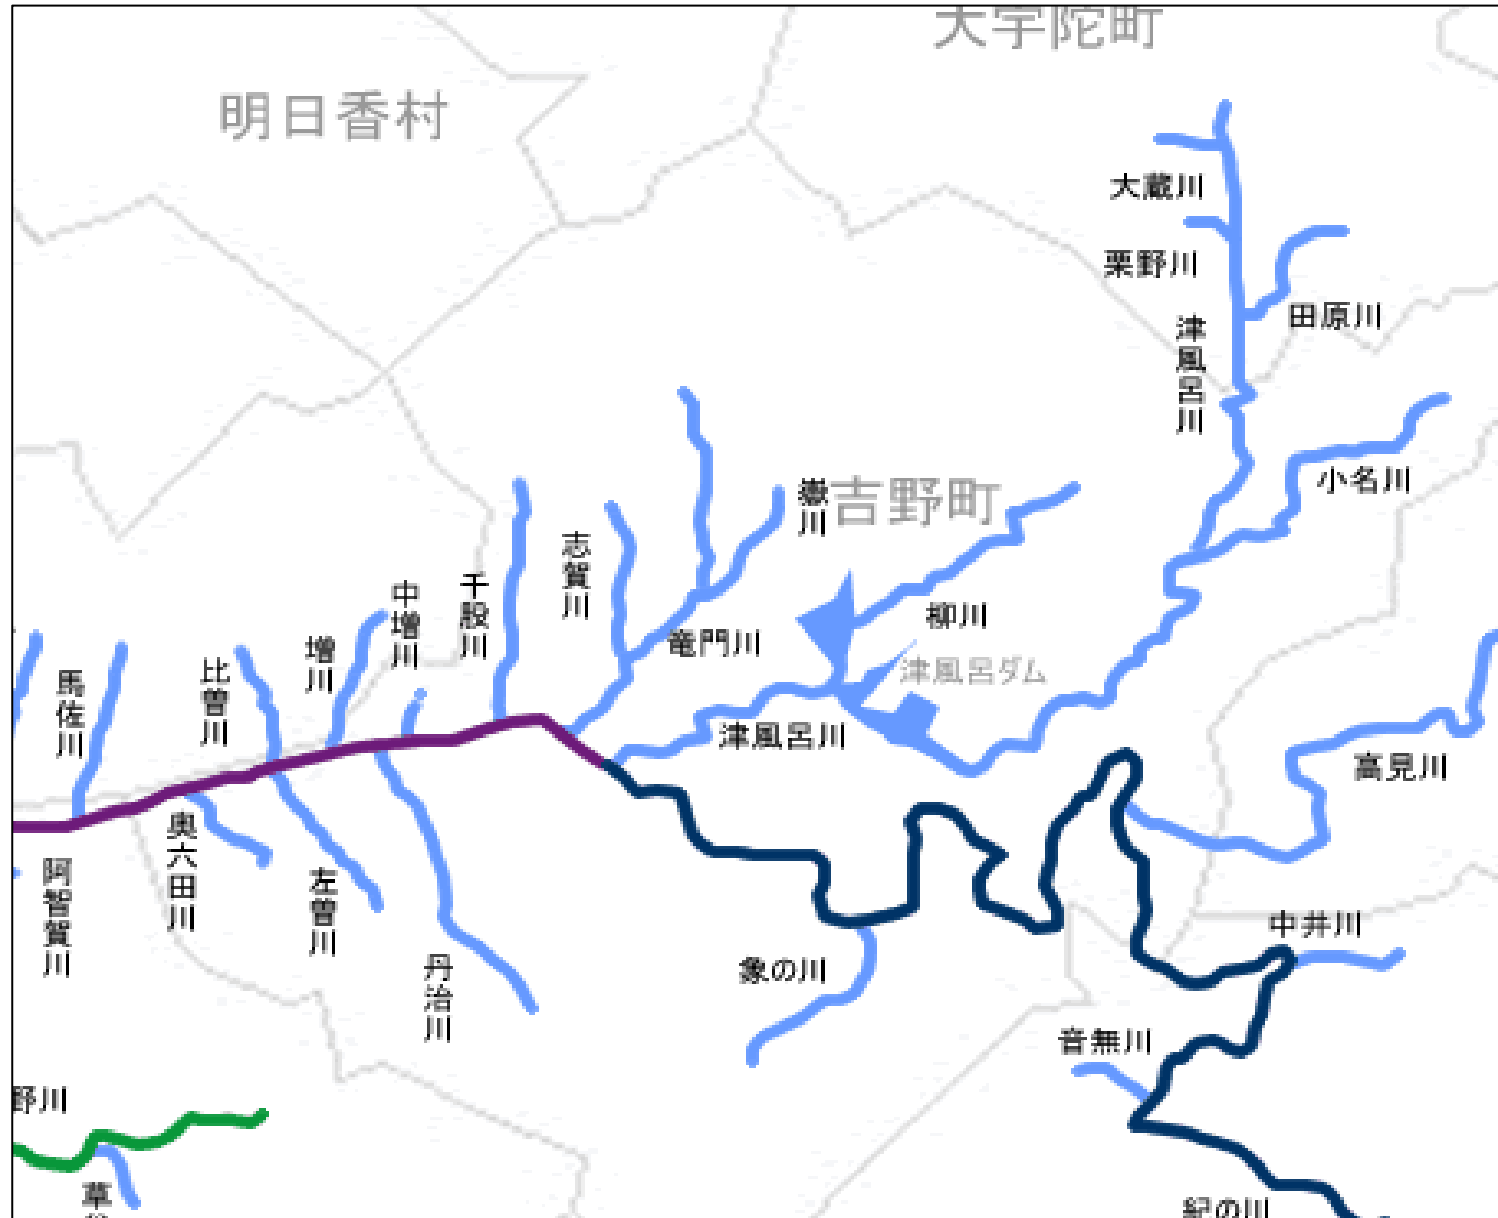 大宇陀町
明日香村
大蔵川
栗野川
田原川
津風呂川
小名川
嶽川
吉野町
志賀川
千股川
中増川
増川
比曽川
馬佐川
竜門川
柳川
津風呂ダム
津風呂川
高見川
奥六田川
阿智賀川
左曽川
丹治川
象の川
中井川
音無川
野川
草
紀の川